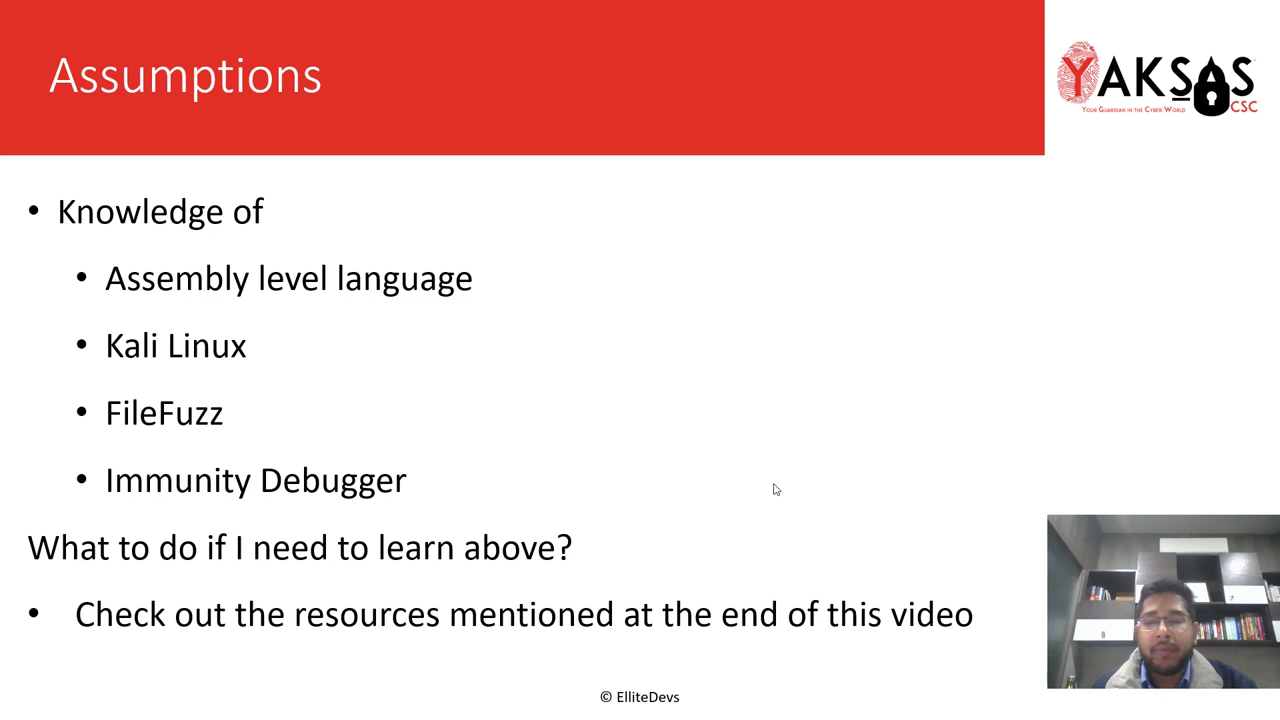 Assumptions
YAKSAS
CSC
YOUR GUARDIAN IN THE CYBER WORLD
• Knowledge of
• Assembly level language
• Kali Linux
• FileFuzz
• Immunity Debugger
What to do if I need to learn above?
• Check out the resources mentioned at the end of this video
© ElliteDevs